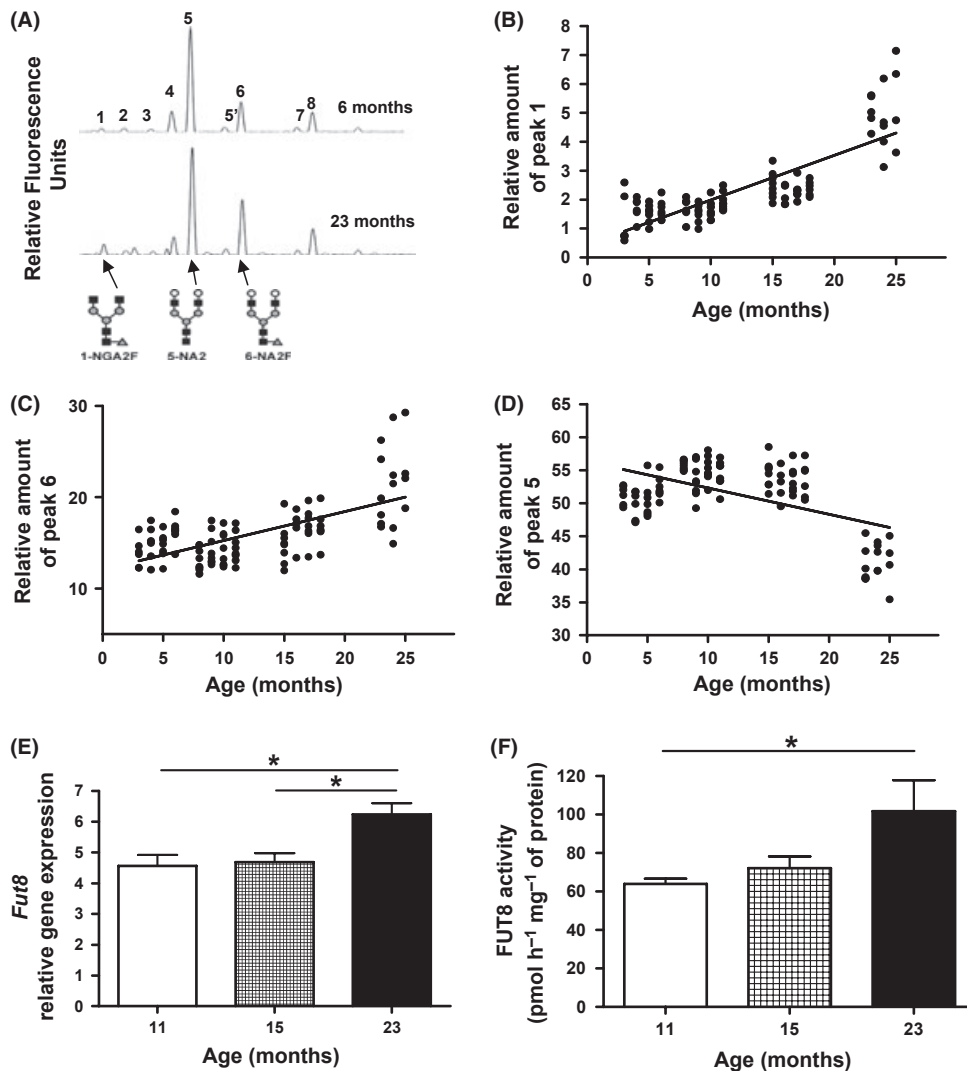 (A)
Relative Fluorescence
Units
1 2 3 4 5 5' 6 7 8
6 months
23 months
1-NGA2F 5-NA2 6-NA2F
(B)
Relative amount
of peak 1
8
7
6
5
4
3
2
1
0
0 5 10 15 20 25
Age (months)
(C)
Relative amount
of peak 6
30
20
10
0 5 10 15 20 25
Age (months)
(D)
Relative amount
of peak 5
65
60
55
50
45
40
35
30
0 5 10 15 20 25
Age (months)
(E)
Fut8
relative gene expression
7
6
5
4
3
2
1
0
* 
*
11 15 23
Age (months)
(F)
FUT8 activity
(pmol h⁻¹ mg⁻¹ of protein)
120
100
80
60
40
20
0
*
11 15 23
Age (months)